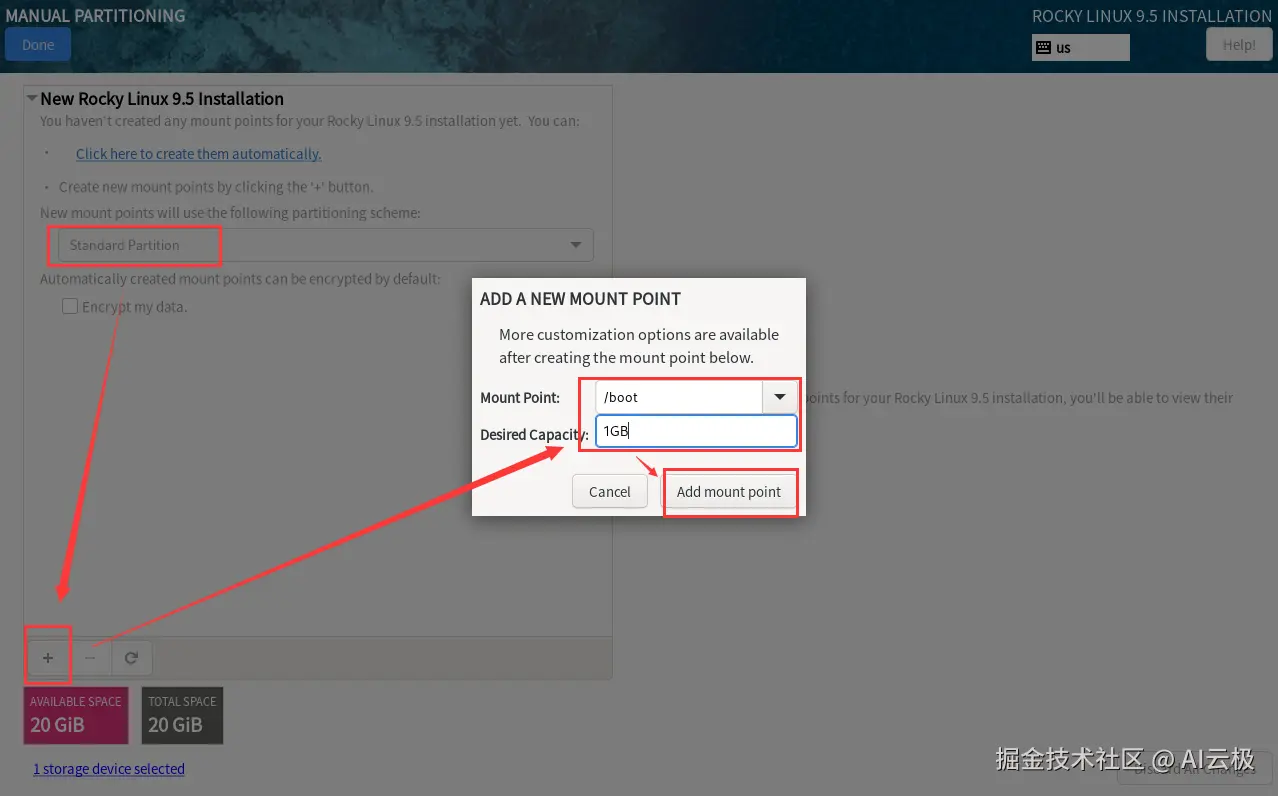 MANUAL PARTITIONING
Done
ROCKY LINUX 9.5 INSTALLATION
us
Help!
New Rocky Linux 9.5 Installation
You haven't created any mount points for your Rocky Linux 9.5 installation yet. You can:
· Click here to create them automatically.
· Create new mount points by clicking the '+' button.
New mount points will use the following partitioning scheme:
Standard Partition
Automatically created mount points can be encrypted by default:
Encrypt my data.
ADD A NEW MOUNT POINT
More customization options are available
after creating the mount point below.
Mount Point: /boot
Desired Capacity: 1GB
Cancel
Add mount point
points for your Rocky Linux 9.5 installation, you'll be able to view their
+ −
AVAILABLE SPACE
20 GiB
TOTAL SPACE
20 GiB
1 storage device selected
Discard All Changes
掘金技术社区 @ AI云极